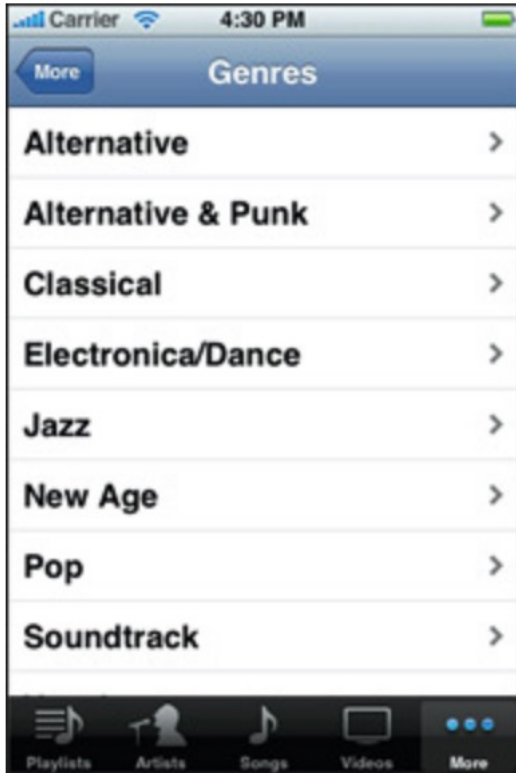 Carrier 4:30 PM
More Genres
Alternative
Alternative & Punk
Classical
Electronica/Dance
Jazz
New Age
Pop
Soundtrack
Playlists Artists Songs Videos More